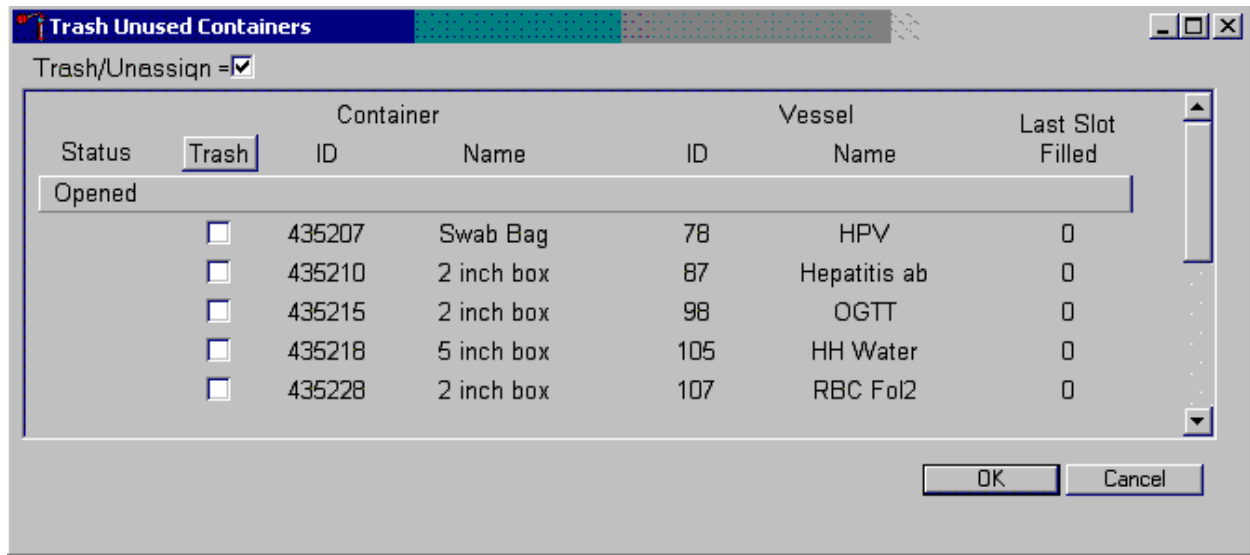 Trash Unused Containers
Trash/Unassign =
Container Vessel Last Slot
Status Trash ID Name ID Name Filled
Opened
435207 Swab Bag 78 HPV 0
435210 2 inch box 87 Hepatitis ab 0
435215 2 inch box 98 OGTT 0
435218 5 inch box 105 HH Water 0
435228 2 inch box 107 RBC Fol2 0
OK Cancel